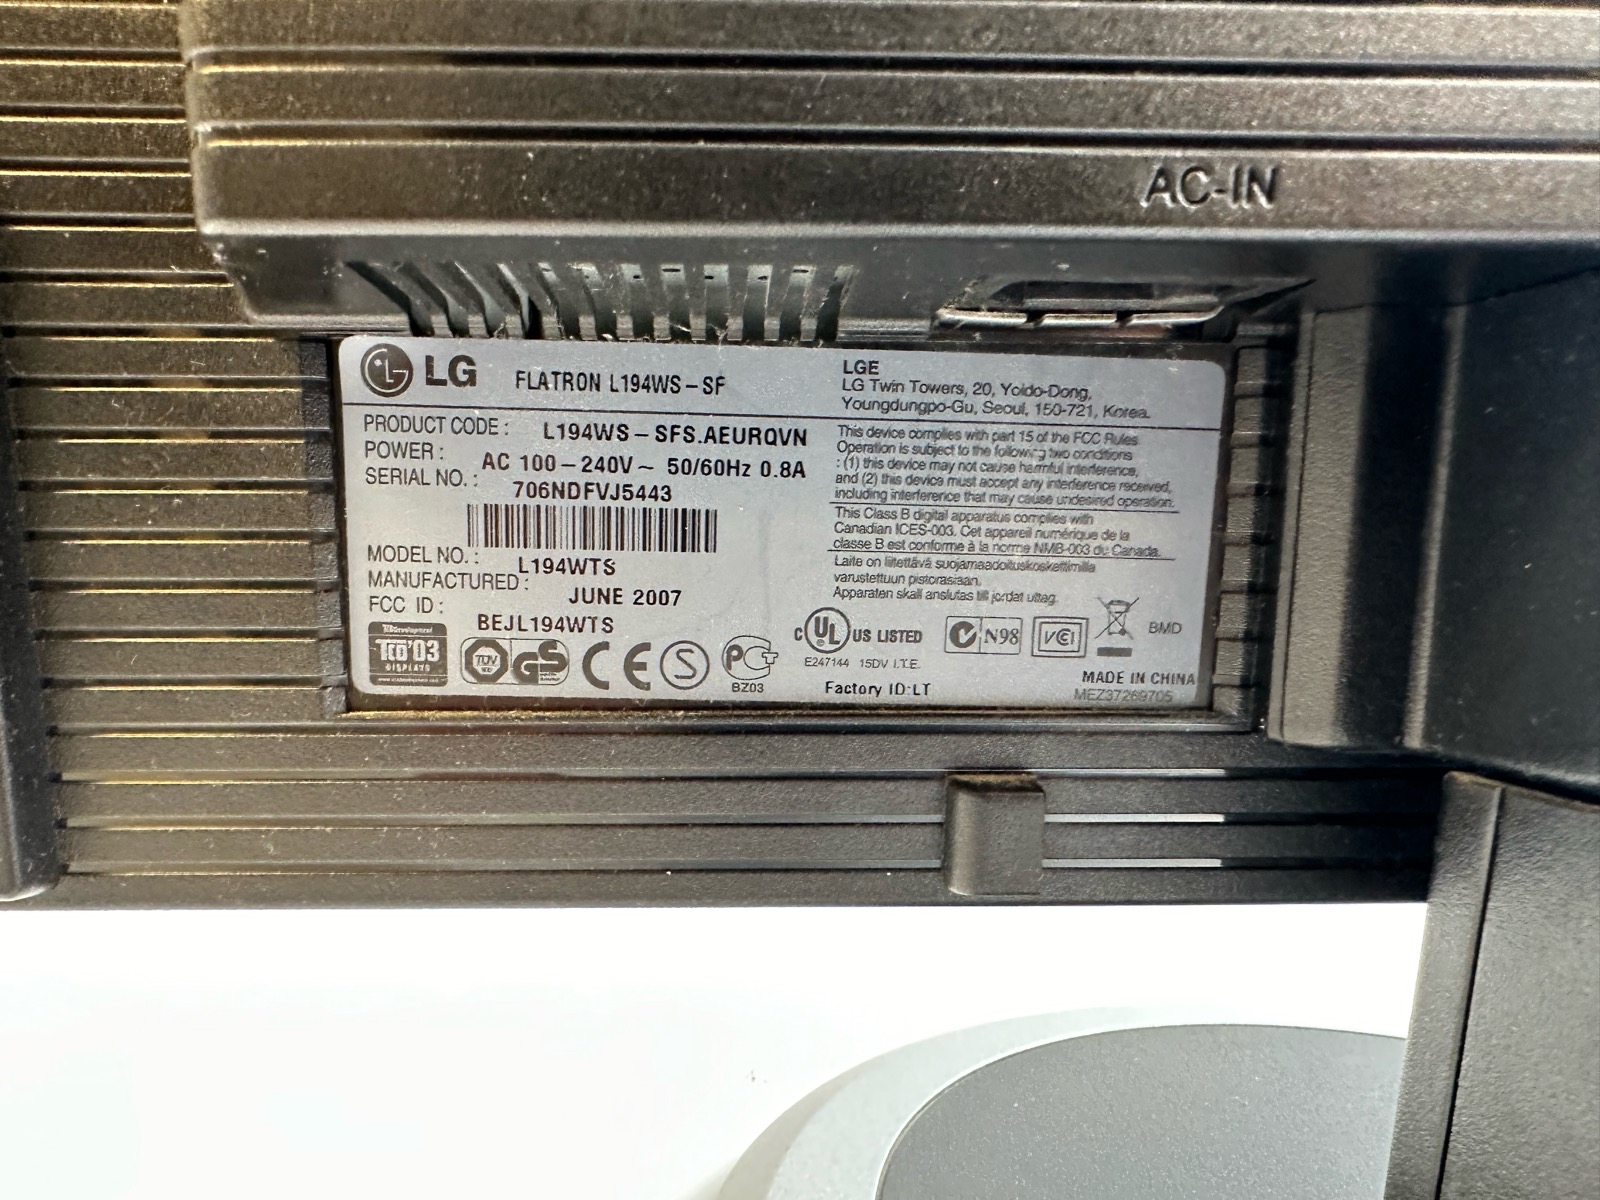 AC-IN
LG FLATRON L194WS-SF
LGE
LG Twin Towers, 20, Yoido-Dong,
Youngdungpo-Gu, Seoul, 150-721, Korea.
PRODUCT CODE : L194WS-SFS.AEURQVN
POWER : AC 100-240V~ 50/60Hz 0.8A
SERIAL NO. : 706NDFVJ5443
MODEL NO. : L194WTS
MANUFACTURED : JUNE 2007
FCC ID : BEJL194WTS
This device complies with part 15 of the FCC Rules
Operation is subject to the following two conditions
: (1) this device may not cause harmful interference,
and (2) this device must accept any interference received,
including interference that may cause undesired operation.
This Class B digital apparatus complies with
Canadian ICES-003. Cet appareil numérique de la
classe B est conforme à la norme NMB-003 du Canada.
Laite on liitettävä suojamaadoituskoskettimilla
varustettuun pistorasiaan.
Apparaten skall anslutas till jordat uttag.
TCO'03
DISPLAYS
TÜV
GS
CE
S
PCT
BZ03
c UL US LISTED
E247144 15DV I.T.E.
N98
VCI
BMD
Factory ID:LT
MADE IN CHINA
MEZ37269705